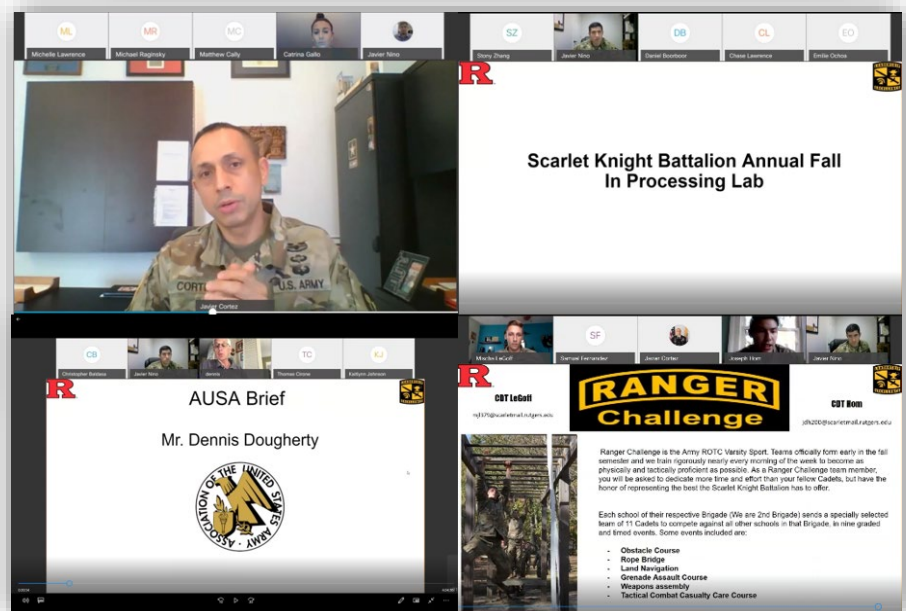 ML
MR
MC
Michelle Lawrence
Michael Raginsky
Matthew Cally
Catrina Gallo
Javier Nino
CORT
U.S. ARMY
Javier Cortez
SZ
DB
CL
EO
Stony Zhang
Javier Nino
Daniel
Chase Lawrence
Emilie Ochoa
R
Scarlet Knight Battalion Annual Fall
In Processing Lab
CB
TC
KJ
Christopher Baldano
Javier Nino
dennis
Thomas
Kaitlynn Johnson
R
AUSA Brief
Mr. Dennis Dougherty
ASSOCIATION OF THE UNITED STATES ARMY
SF
LeGoff
Samuel Fernandez
Javier Cortez
Joseph Hom
Javier Nino
R
CDT LeGoff
RANGER
Challenge
CDT Hom
jdh200@scarletmail.rutgers.edu
Ranger Challenge is the Army ROTC Varsity Sport. Teams officially form early in the fall
semester and we train rigorously nearly every morning of the week to become as
physically and tactically proficient as possible. As a Ranger Challenge team member,
you will be asked to dedicate more time and effort than your fellow Cadets, but have the
honor of representing the best the Scarlet Knight Battalion has to offer.
Each school of their respective Brigade (We are 2nd Brigade) sends a specially selected
team of 11 Cadets to compete against all other schools in that Brigade, in nine graded
and timed events. Some events included are:
- Obstacle Course
- Rope Bridge
- Land Navigation
- Grenade Assault Course
- Weapons assembly
- Tactical Combat Casualty Care Course